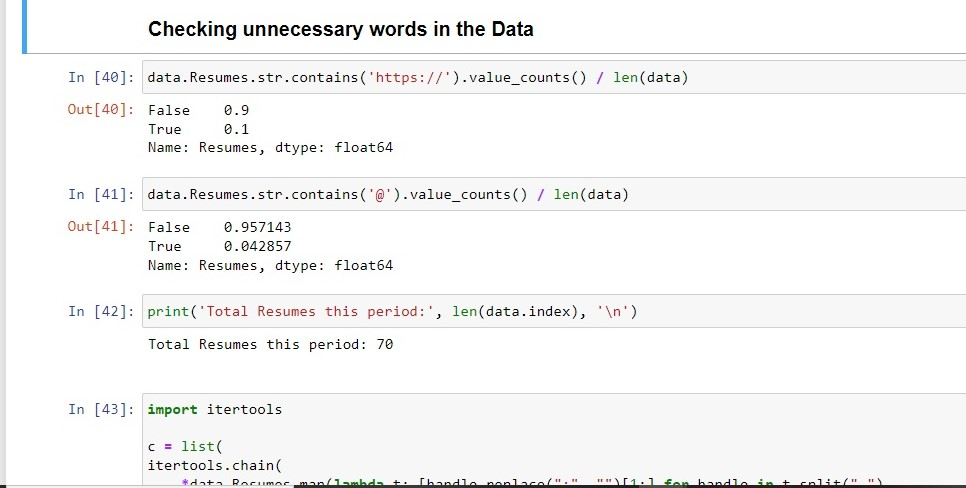 Checking unnecessary words in the Data
In [40]: data.Resumes.str.contains('https://').value_counts() / len(data)
Out[40]: False    0.9
True     0.1
Name: Resumes, dtype: float64
In [41]: data.Resumes.str.contains('@').value_counts() / len(data)
Out[41]: False    0.957143
True     0.042857
Name: Resumes, dtype: float64
In [42]: print('Total Resumes this period:', len(data.index), '\n')
Total Resumes this period: 70
In [43]: import itertools
c = list(
itertools.chain(
*data.Resumes.map(lambda t: [handle.replace(":", "")[1:] for handle in t.split(" ")